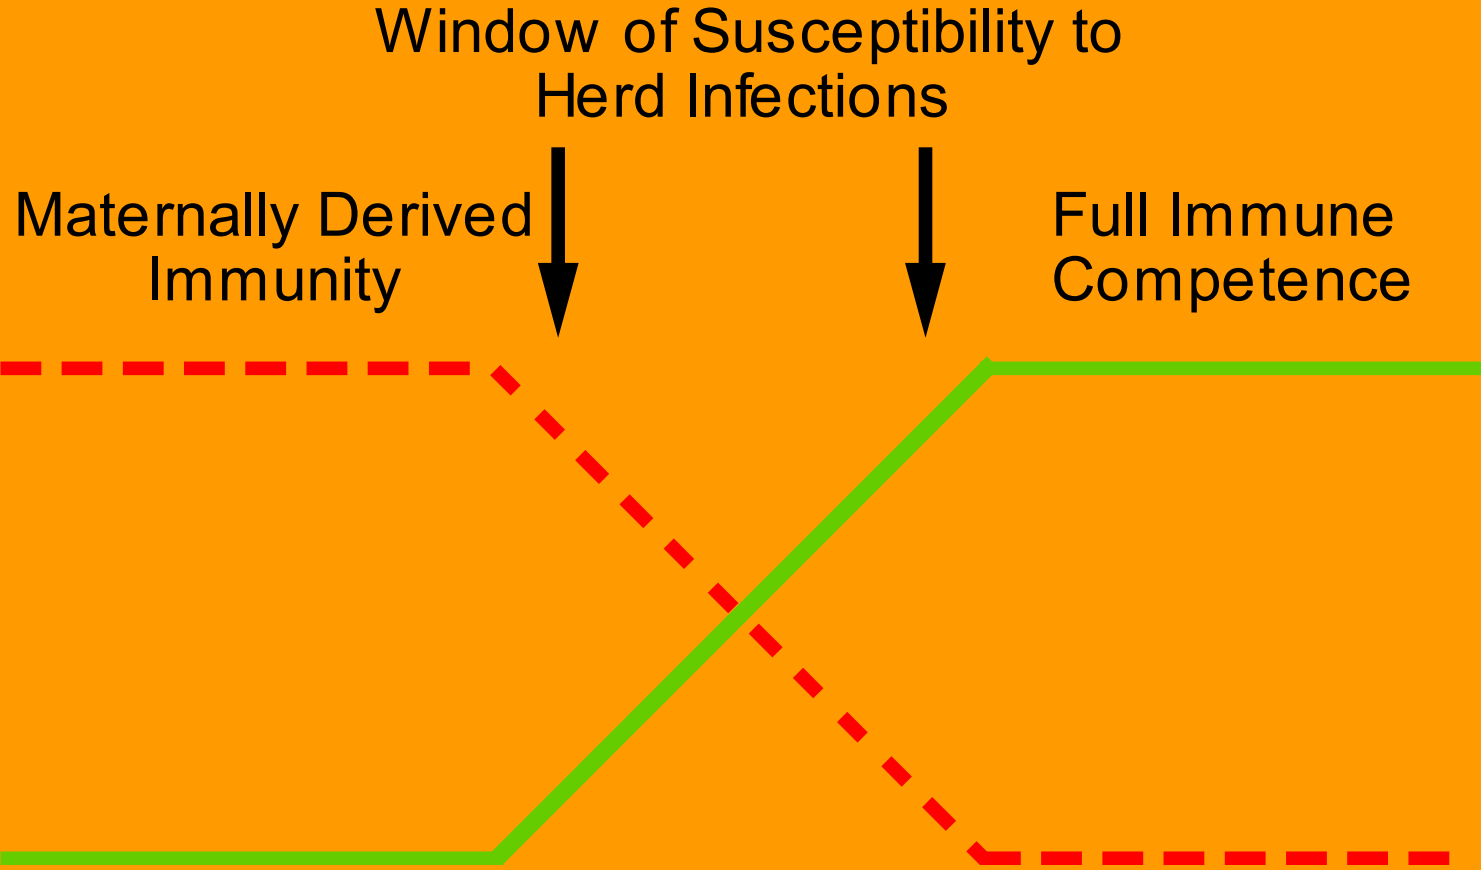 Window of Susceptibility to
Herd Infections
Maternally Derived
Immunity
Full Immune
Competence